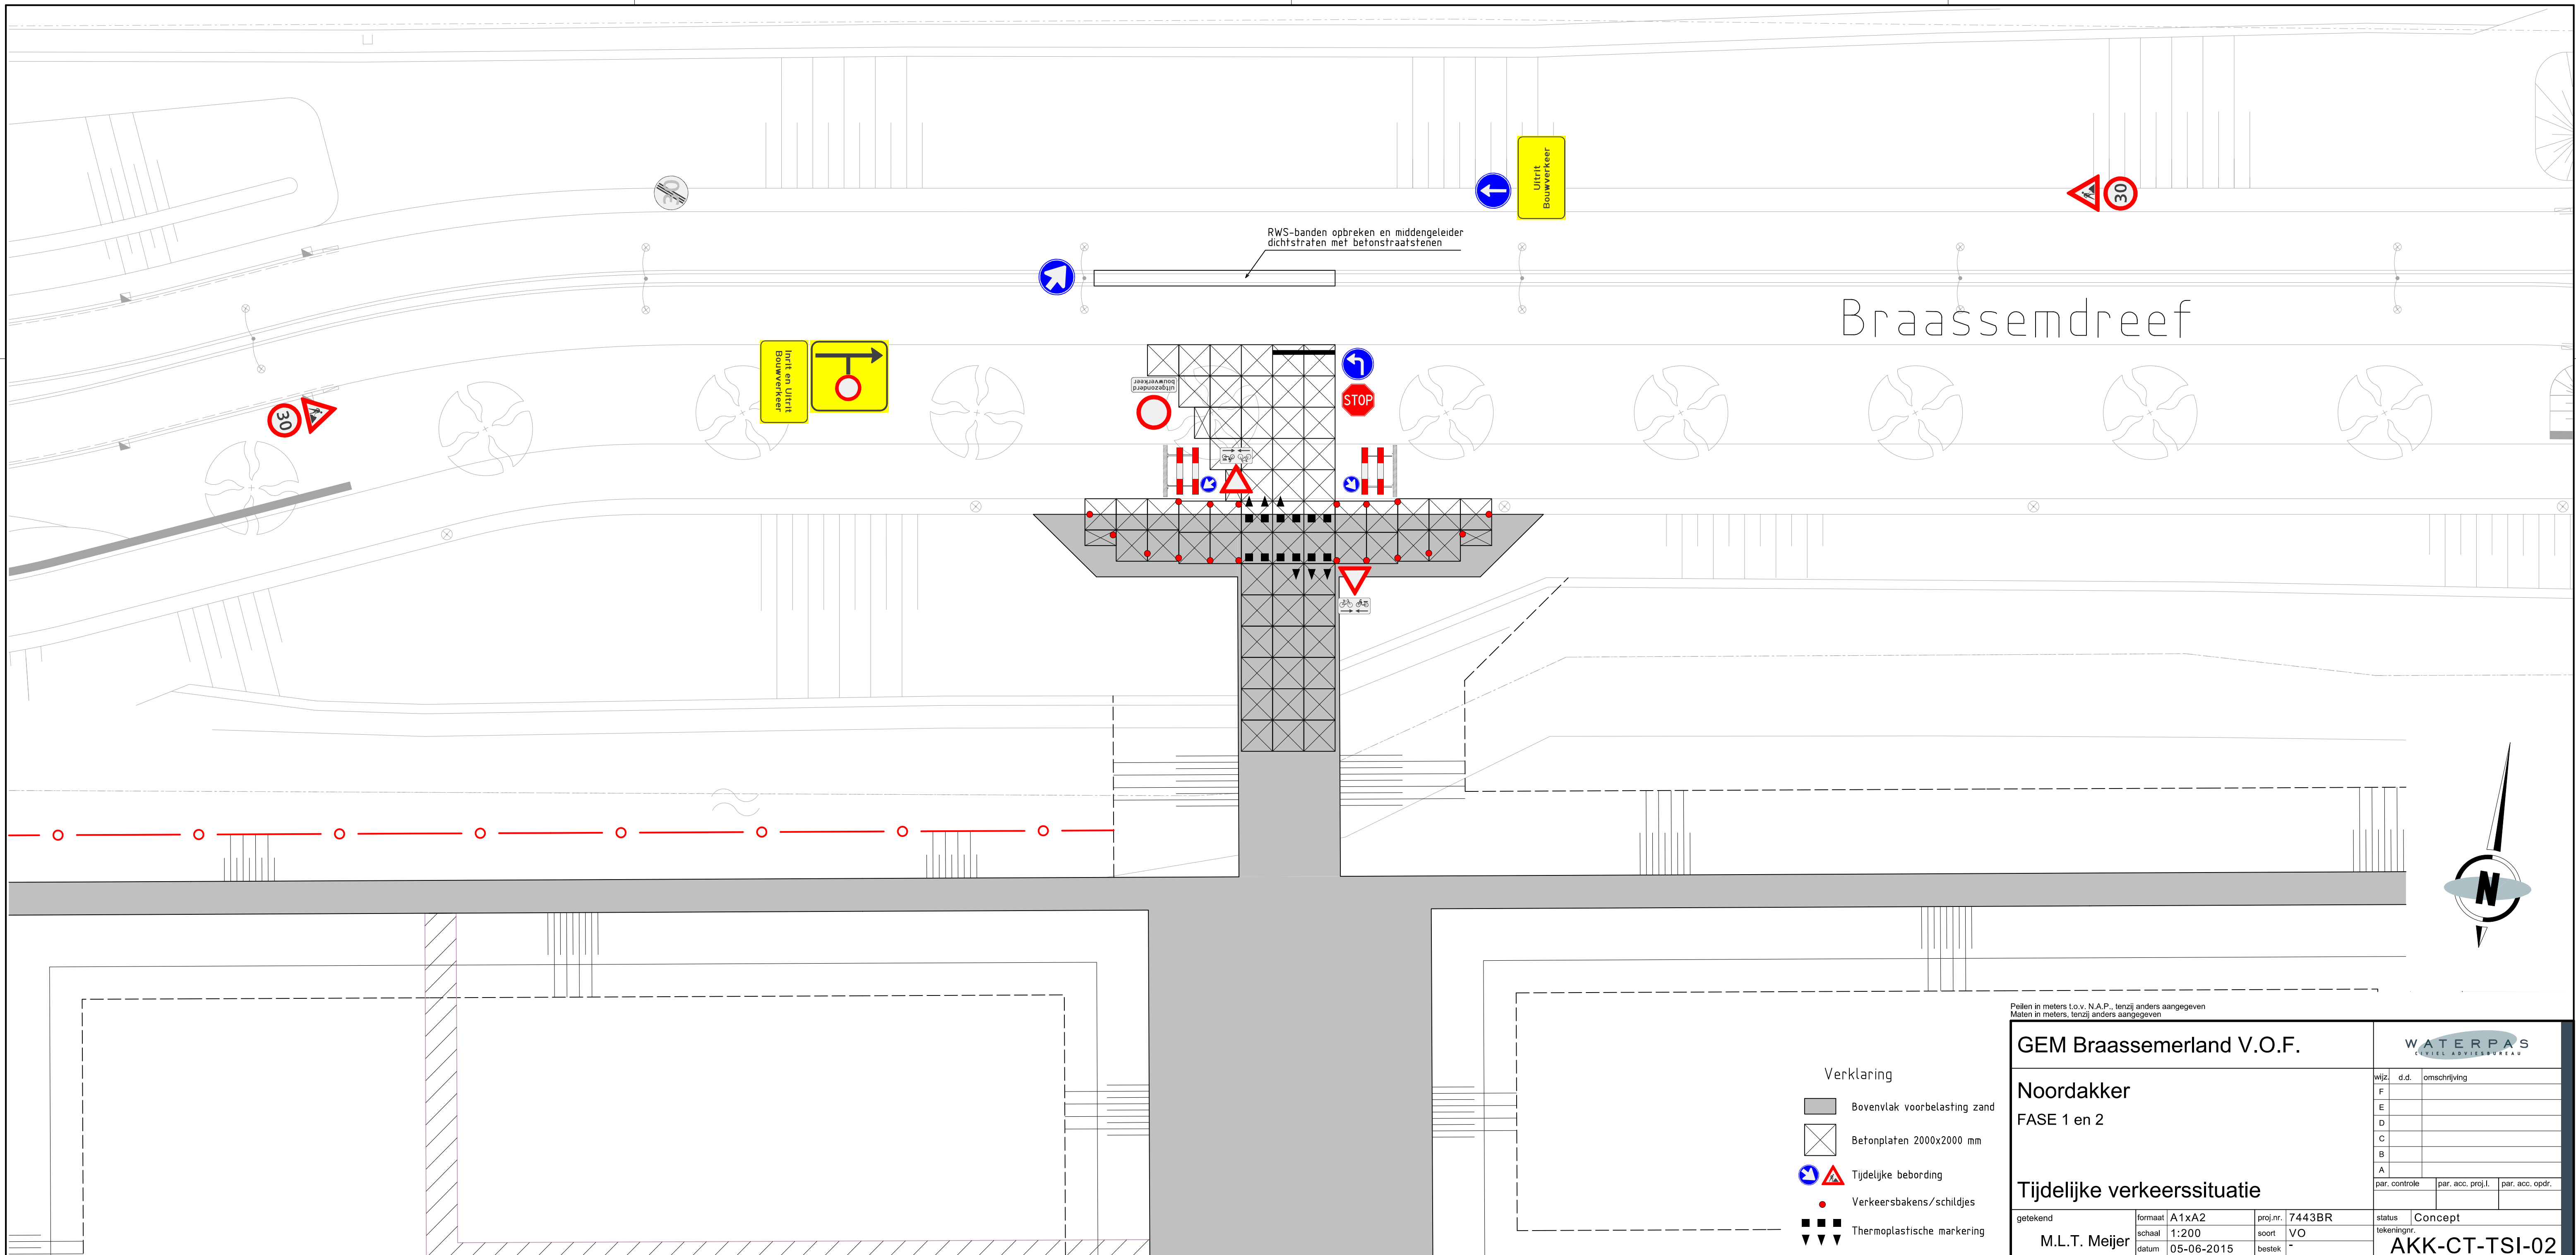 Uitrit
Bouwverkeer
30
RWS-banden opbreken en middengeleider
dichtstraten met betonstraatstenen
Braassemdreef
Inrit en Uitrit
Bouwverkeer
uitgezonderd
bouwverkeer
STOP
30
N
Peilen in meters t.o.v. N.A.P., tenzij anders aangegeven
Maten in meters, tenzij anders aangegeven
GEM Braassemerland V.O.F.
WATERPAS
CIVIEL ADVIESBUREAU
Noordakker
FASE 1 en 2
Tijdelijke verkeerssituatie
wijz. d.d. omschrijving
F
E
D
C
B
A
par. controle par. acc. proj.l. par. acc. opdr.
getekend
M.L.T. Meijer
formaat A1xA2
schaal 1:200
datum 05-06-2015
proj.nr. 7443BR
soort VO
bestek -
status Concept
tekeningnr.
AKK-CT-TSI-02
Verklaring
Bovenvlak voorbelasting zand
Betonplaten 2000x2000 mm
Tijdelijke bebording
Verkeersbakens/schildjes
Thermoplastische markering